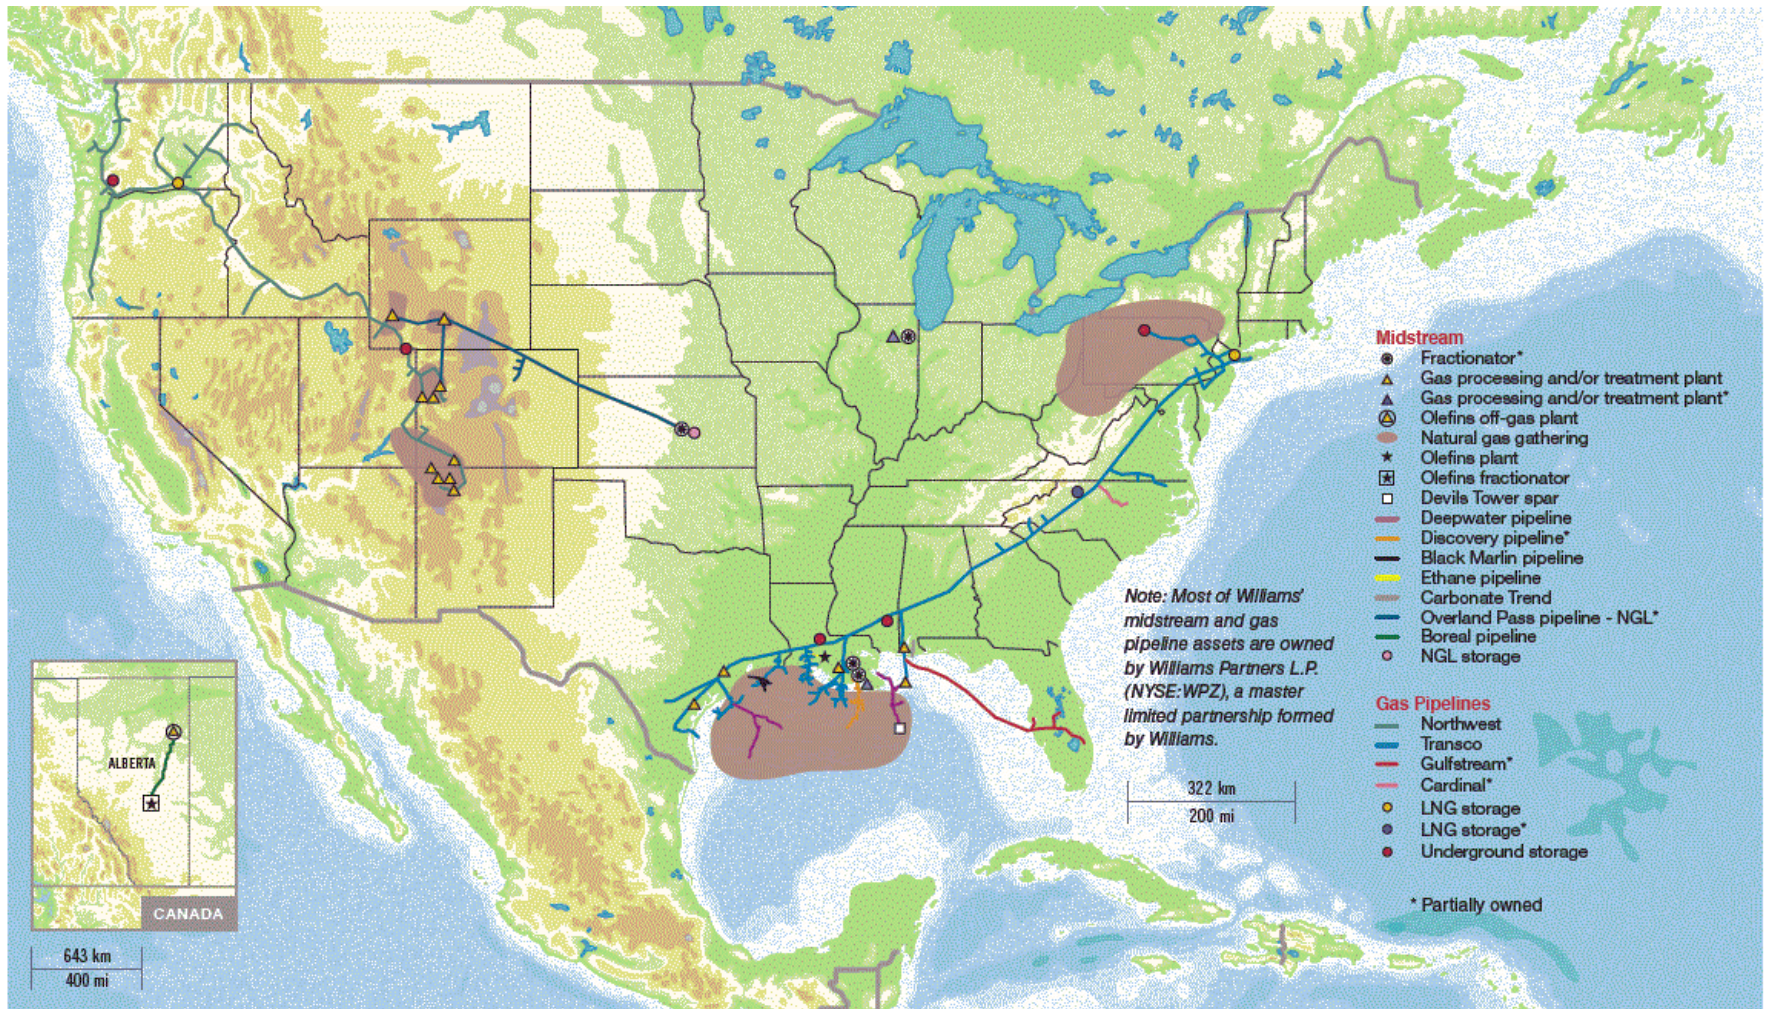 Midstream
Fractionator*
Gas processing and/or treatment plant
Gas processing and/or treatment plant*
Olefins off-gas plant
Natural gas gathering
Olefins plant
Olefins fractionator
Devils Tower spar
Deepwater pipeline
Discovery pipeline*
Black Marlin pipeline
Ethane pipeline
Carbonate Trend
Overland Pass pipeline - NGL*
Boreal pipeline
NGL storage
Gas Pipelines
Northwest
Transco
Gulfstream*
Cardinal*
LNG storage
LNG storage*
Underground storage
* Partially owned
Note: Most of Williams'
midstream and gas
pipeline assets are owned
by Williams Partners L.P.
(NYSE:WPZ), a master
limited partnership formed
by Williams.
322 km
200 mi
ALBERTA
CANADA
643 km
400 mi